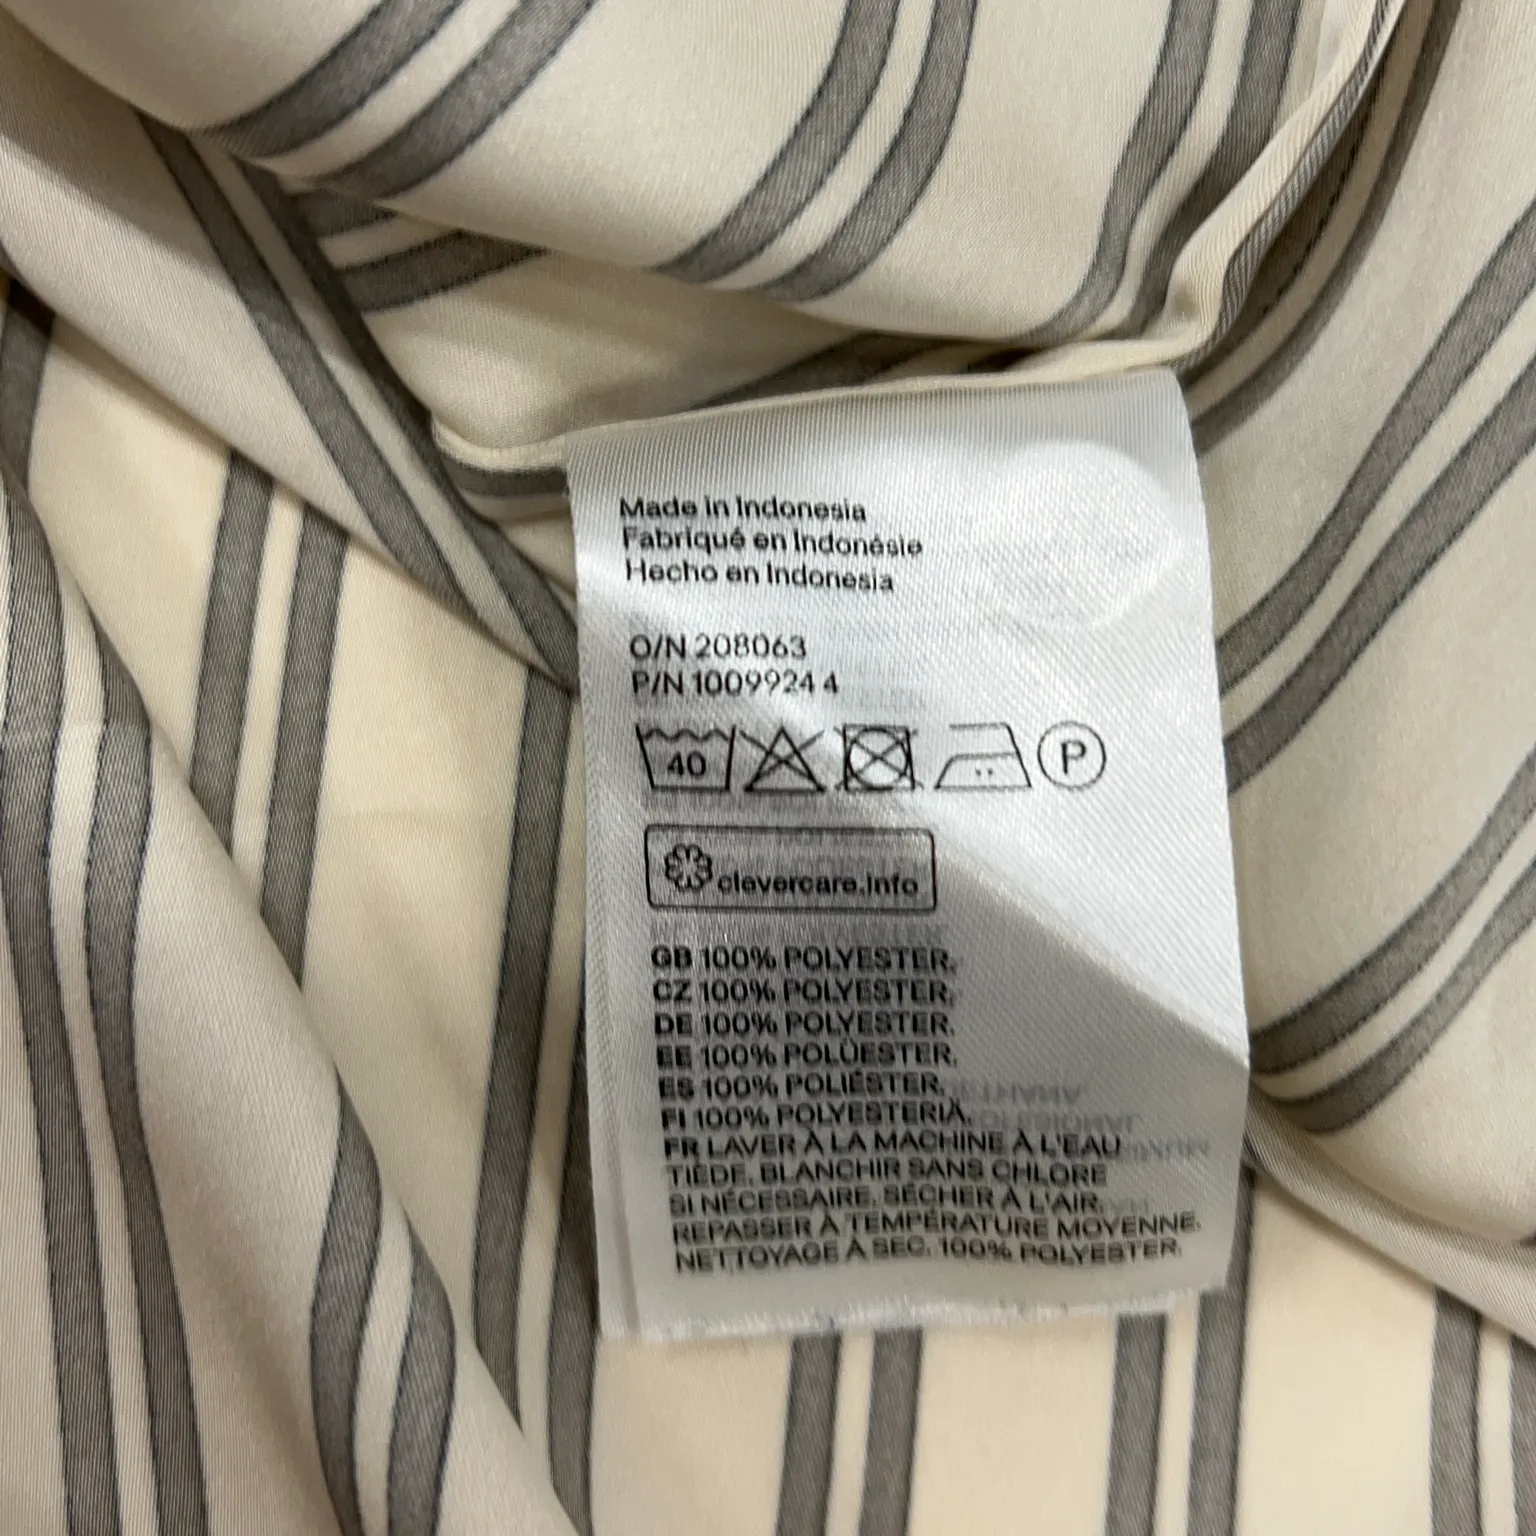 Made in Indonesia
Fabriqué en Indonésie
Hecho en Indonesia
O/N 208063
P/N 1009924 4
40
P
clevercare.info
GB 100% POLYESTER.
CZ 100% POLYESTER;
DE 100% POLYESTER.
EE 100% POLÜESTER.
ES 100% POLIÉSTER.
FI 100% POLYESTERIÄ.
FR LAVER À LA MACHINE À L'EAU
TIÈDE. BLANCHIR SANS CHLORE
SI NÉCESSAIRE. SÉCHER À L'AIR.
REPASSER À TEMPÉRATURE MOYENNE.
NETTOYAGE À SEC. 100% POLYESTER.